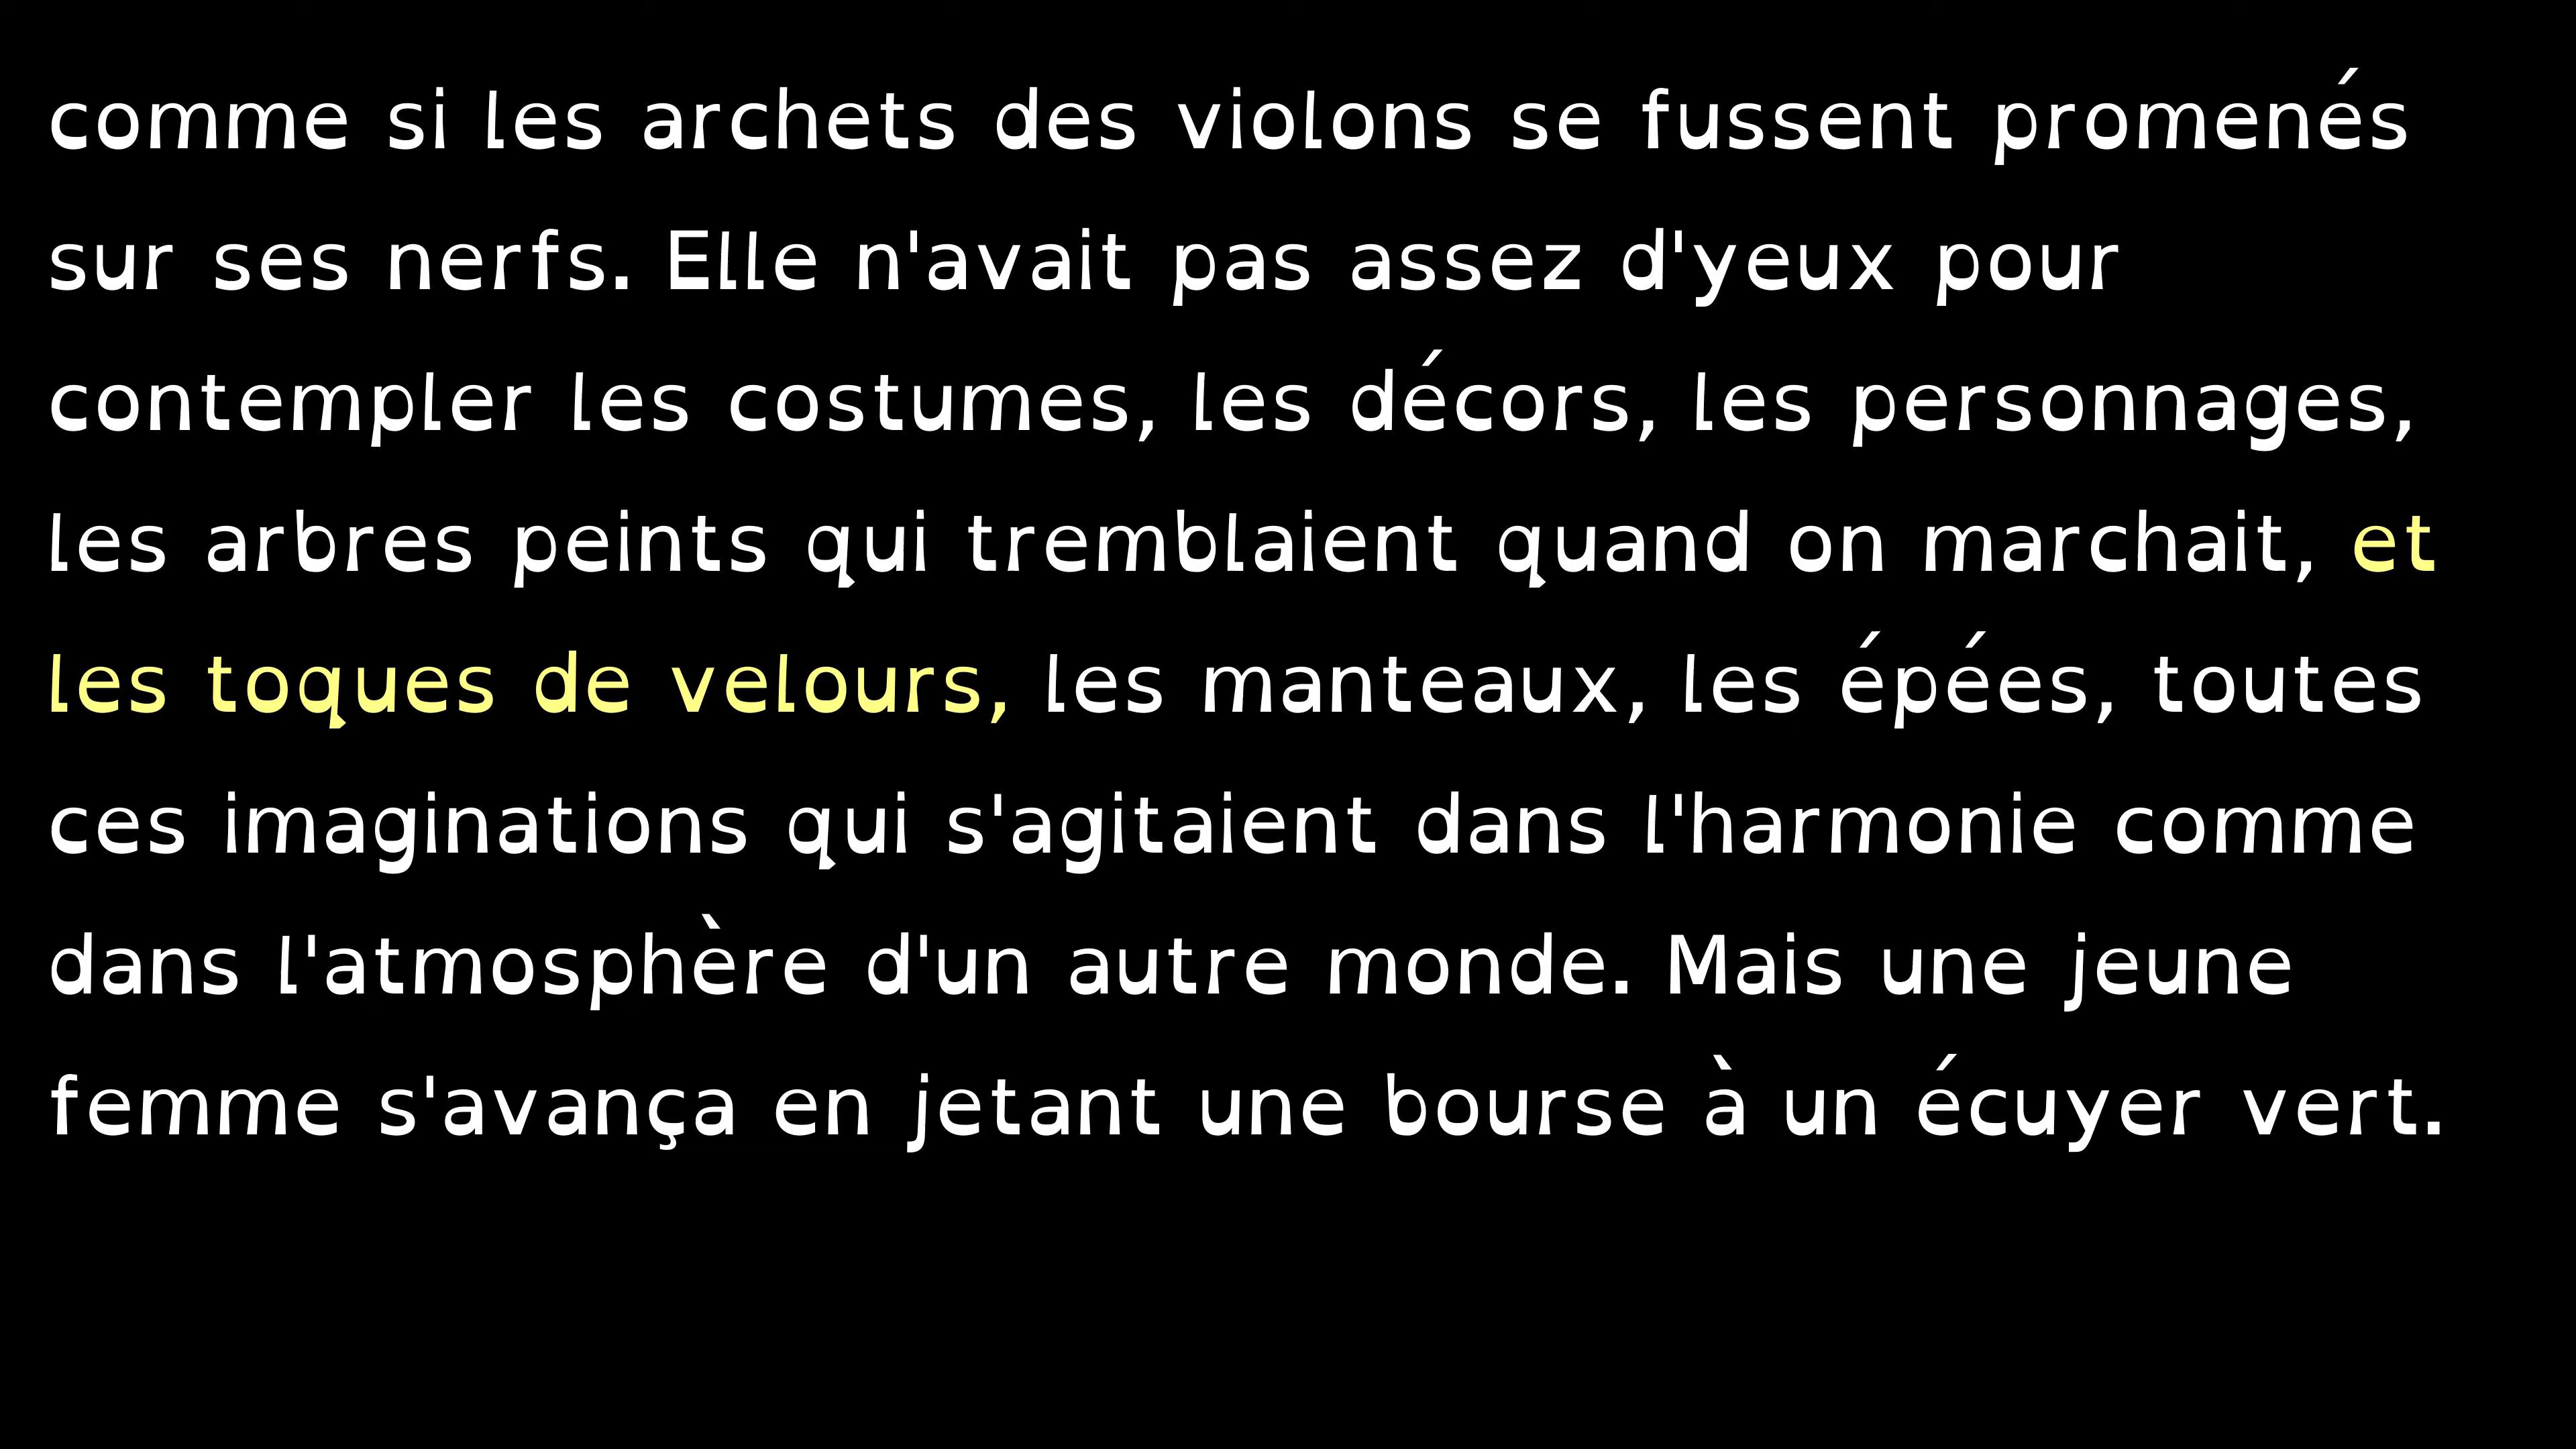 comme si les archets des violons se fussent promenés
sur ses nerfs. Elle n'avait pas assez d'yeux pour
contempler les costumes, les décors, les personnages,
les arbres peints qui tremblaient quand on marchait, et
les toques de velours, les manteaux, les épées, toutes
ces imaginations qui s'agitaient dans l'harmonie comme
dans l'atmosphère d'un autre monde. Mais une jeune
femme s'avança en jetant une bourse à un écuyer vert.